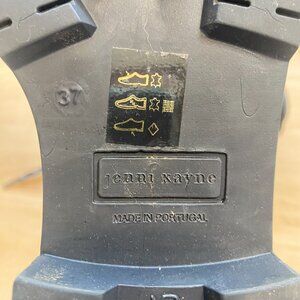 37
jenni kayne
MADE IN PORTUGAL